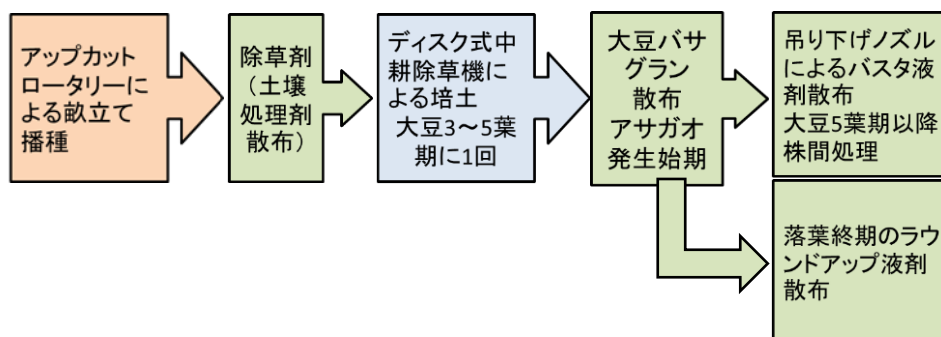 アップカット
ロータリーに
よる畝立て
播種
除草剤
（土壌
処理剤
散布）
ディスク式中
耕除草機に
よる培土
大豆3～5葉
期に1回
大豆バサ
グラン
散布
アサガオ
発生始期
吊り下げノズル
によるバスタ液
剤散布
大豆5葉期以降
株間処理
落葉終期のラウ
ンドアップ液剤
散布